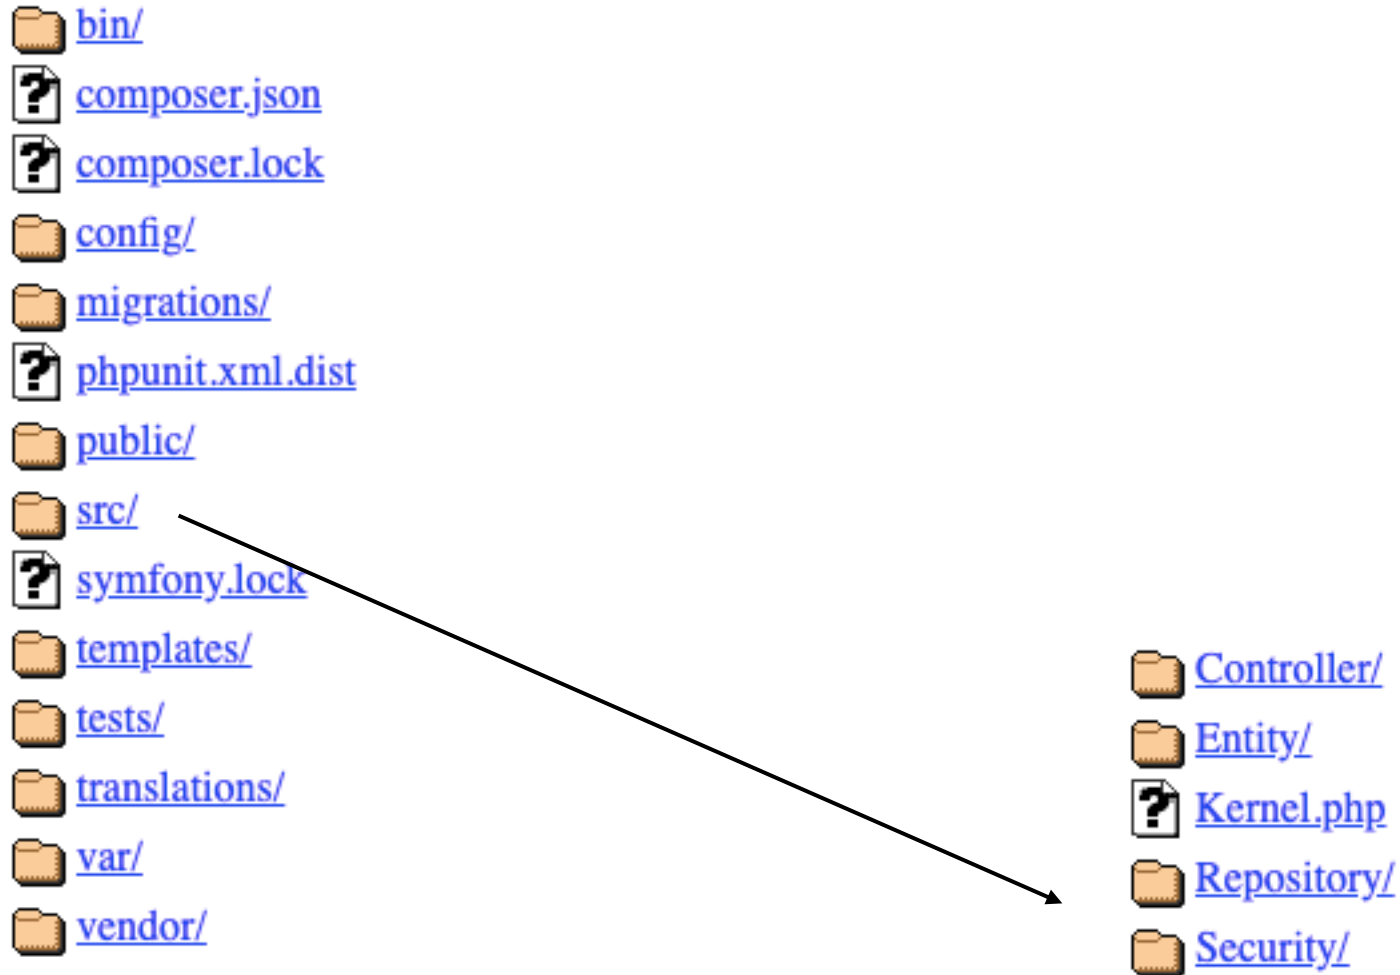 bin/
composer.json
composer.lock
config/
migrations/
phpunit.xml.dist
public/
src/
symfony.lock
templates/
tests/
translations/
var/
vendor/
Controller/
Entity/
Kernel.php
Repository/
Security/